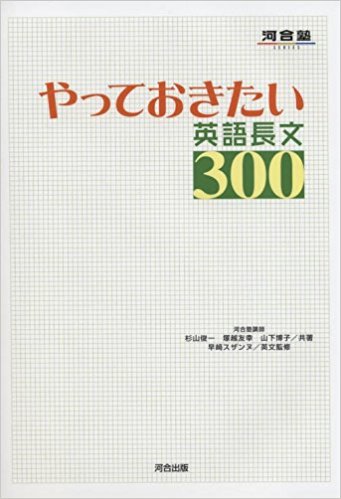 河合塾
SERIES
やっておきたい
英語長文
300
河合塾講師
杉山俊一 塚越友幸 山下博子/共著
早崎スザンヌ/英文監修
河合出版